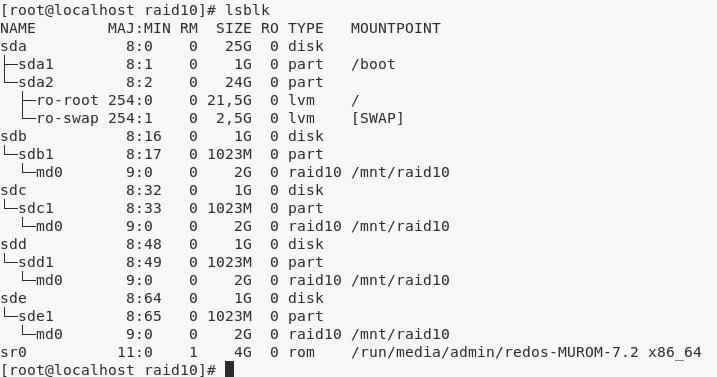 [root@localhost raid10]# lsblk
NAME        MAJ:MIN RM  SIZE RO TYPE   MOUNTPOINT
sda           8:0    0   25G  0 disk
├─sda1        8:1    0    1G  0 part   /boot
└─sda2        8:2    0   24G  0 part
  ├─ro-root 254:0    0 21,5G  0 lvm    /
  └─ro-swap 254:1    0  2,5G  0 lvm    [SWAP]
sdb           8:16   0    1G  0 disk
└─sdb1        8:17   0 1023M  0 part
  └─md0       9:0    0    2G  0 raid10 /mnt/raid10
sdc           8:32   0    1G  0 disk
└─sdc1        8:33   0 1023M  0 part
  └─md0       9:0    0    2G  0 raid10 /mnt/raid10
sdd           8:48   0    1G  0 disk
└─sdd1        8:49   0 1023M  0 part
  └─md0       9:0    0    2G  0 raid10 /mnt/raid10
sde           8:64   0    1G  0 disk
└─sde1        8:65   0 1023M  0 part
  └─md0       9:0    0    2G  0 raid10 /mnt/raid10
sr0          11:0    1    4G  0 rom    /run/media/admin/redos-MUROM-7.2 x86_64
[root@localhost raid10]#